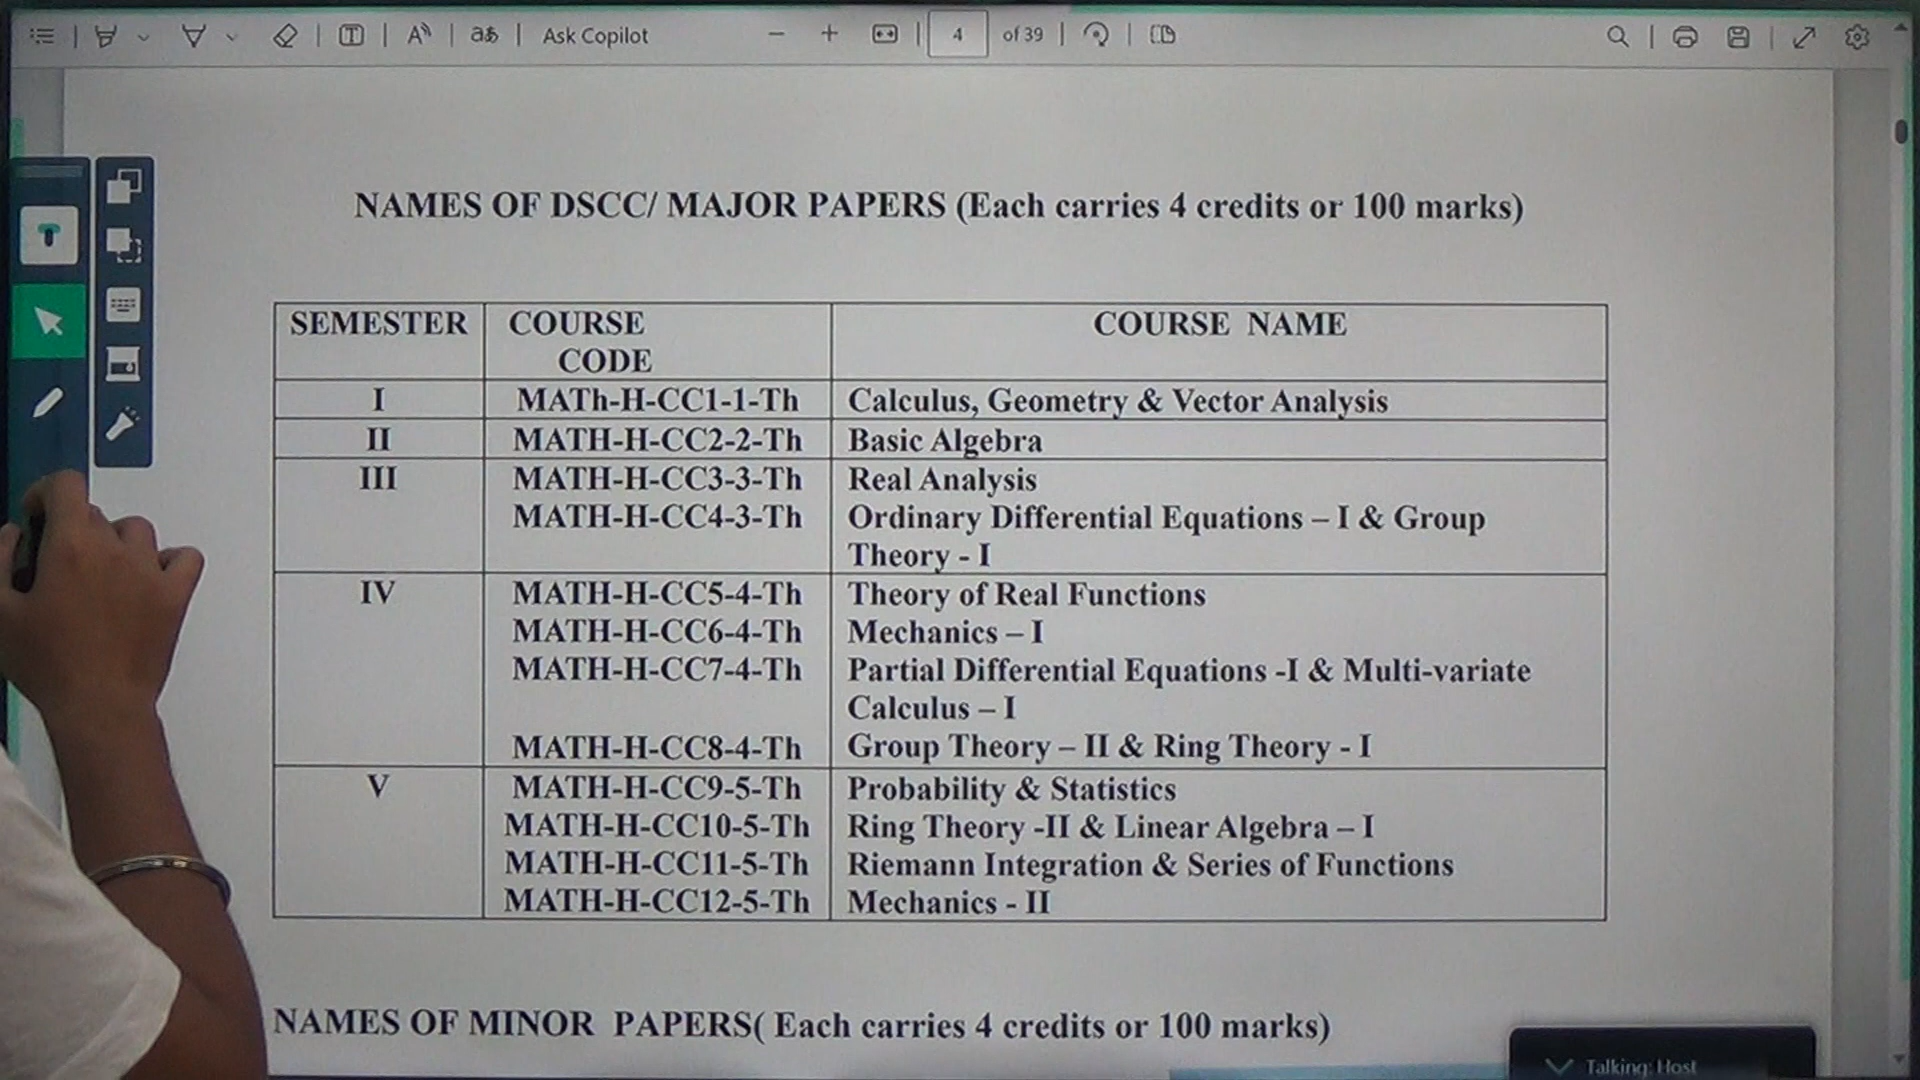 Ask Copilot
4 of 39
NAMES OF DSCC/ MAJOR PAPERS (Each carries 4 credits or 100 marks)
SEMESTER COURSE CODE COURSE NAME
I MATh-H-CC1-1-Th Calculus, Geometry & Vector Analysis
II MATH-H-CC2-2-Th Basic Algebra
III MATH-H-CC3-3-Th Real Analysis
MATH-H-CC4-3-Th Ordinary Differential Equations – I & Group
Theory - I
IV MATH-H-CC5-4-Th Theory of Real Functions
MATH-H-CC6-4-Th Mechanics – I
MATH-H-CC7-4-Th Partial Differential Equations -I & Multi-variate
Calculus – I
MATH-H-CC8-4-Th Group Theory – II & Ring Theory - I
V MATH-H-CC9-5-Th Probability & Statistics
MATH-H-CC10-5-Th Ring Theory -II & Linear Algebra – I
MATH-H-CC11-5-Th Riemann Integration & Series of Functions
MATH-H-CC12-5-Th Mechanics - II
NAMES OF MINOR PAPERS( Each carries 4 credits or 100 marks)
Talking: Host